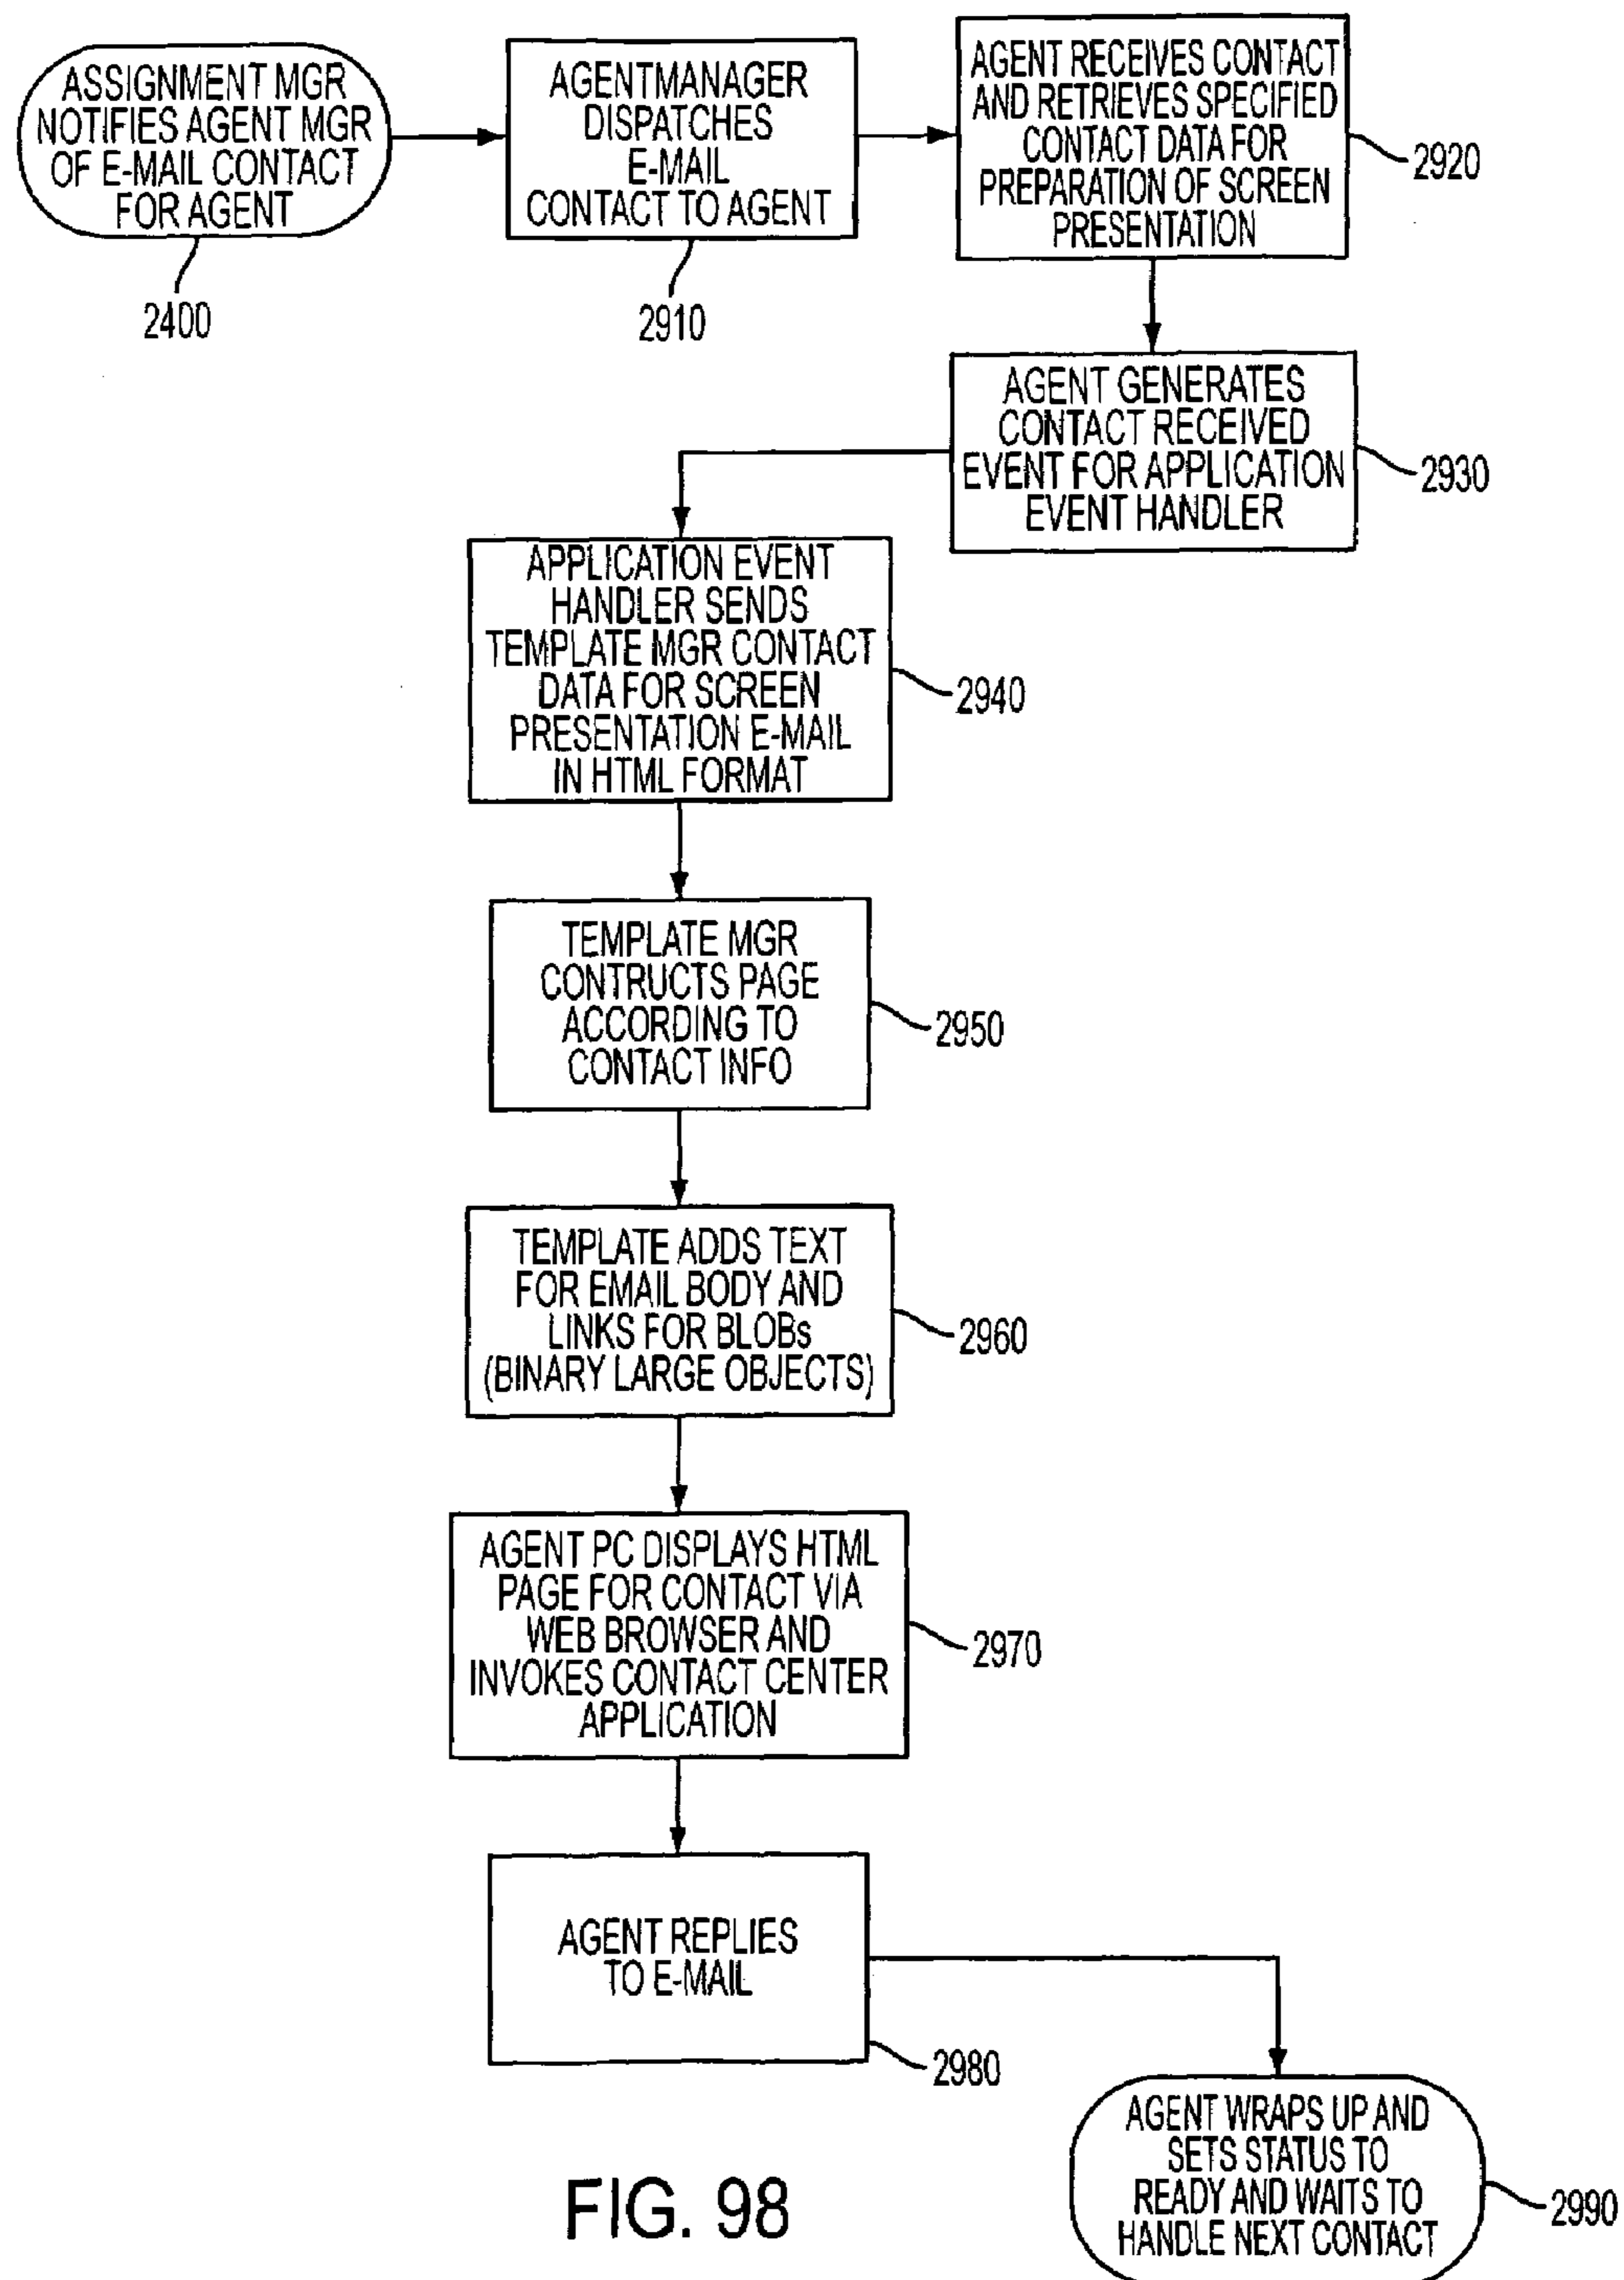 ASSIGNMENT MGR
NOTIFIES AGENT MGR
OF E-MAIL CONTACT
FOR AGENT
2400
AGENTMANAGER
DISPATCHES
E-MAIL
CONTACT TO AGENT
2910
AGENT RECEIVES CONTACT
AND RETRIEVES SPECIFIED
CONTACT DATA FOR
PREPARATION OF SCREEN
PRESENTATION
2920
AGENT GENERATES
CONTACT RECEIVED
EVENT FOR APPLICATION
EVENT HANDLER
2930
APPLICATION EVENT
HANDLER SENDS
TEMPLATE MGR CONTACT
DATA FOR SCREEN
PRESENTATION E-MAIL
IN HTML FORMAT
2940
TEMPLATE MGR
CONTRUCTS PAGE
ACCORDING TO
CONTACT INFO
2950
TEMPLATE ADDS TEXT
FOR EMAIL BODY AND
LINKS FOR BLOBs
(BINARY LARGE OBJECTS)
2960
AGENT PC DISPLAYS HTML
PAGE FOR CONTACT VIA
WEB BROWSER AND
INVOKES CONTACT CENTER
APPLICATION
2970
AGENT REPLIES
TO E-MAIL
2980
AGENT WRAPS UP AND
SETS STATUS TO
READY AND WAITS TO
HANDLE NEXT CONTACT
2990
FIG. 98